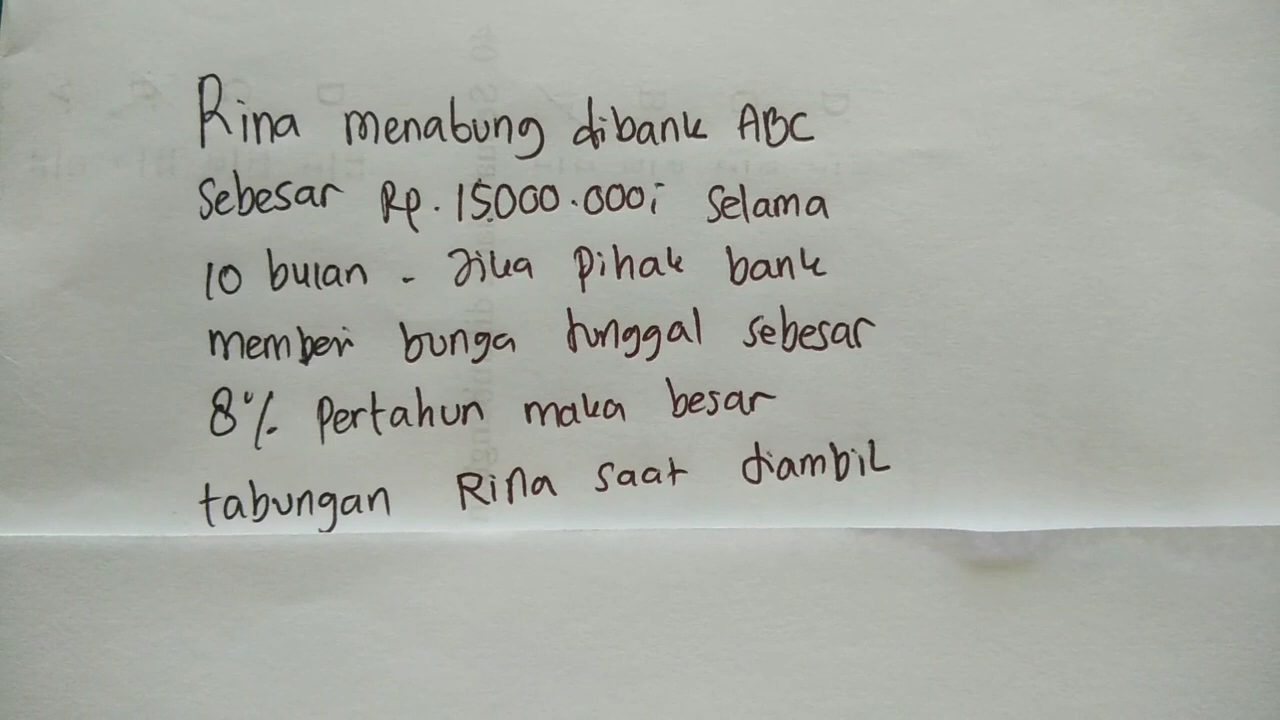 Rina menabung dibank ABC
Sebesar Rp. 15.000.000; Selama
10 bulan - Jika Pihak bank
memberi bunga tunggal sebesar
8% Pertahun maka besar
tabungan Rina saat diambil